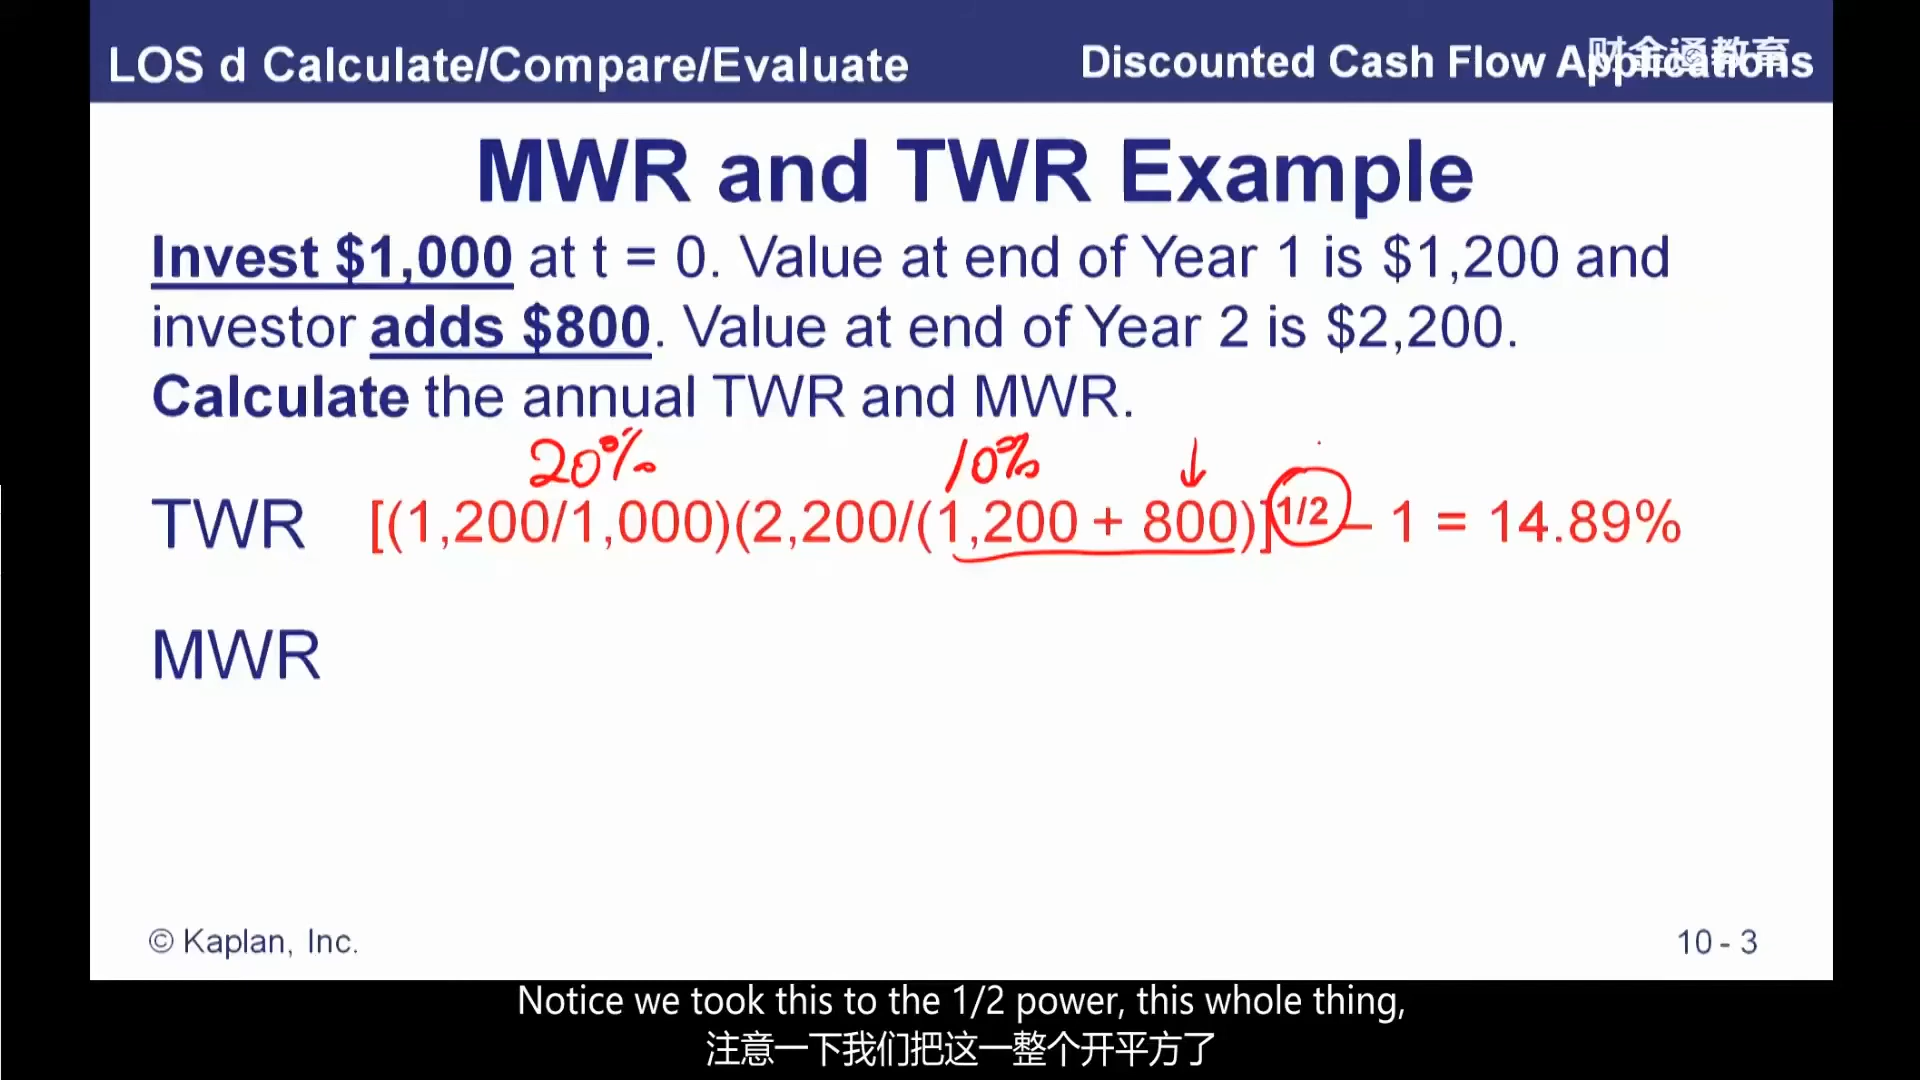 LOS d Calculate/Compare/Evaluate
Discounted Cash Flow Applications
财金通教育
MWR and TWR Example
Invest $1,000 at t = 0. Value at end of Year 1 is $1,200 and
investor adds $800. Value at end of Year 2 is $2,200.
Calculate the annual TWR and MWR.
20% 10% ↓
TWR [(1,200/1,000)(2,200/(1,200 + 800)]1/2 – 1 = 14.89%
MWR
© Kaplan, Inc.
10 - 3
Notice we took this to the 1/2 power, this whole thing,
注意一下我们把这一整个开平方了